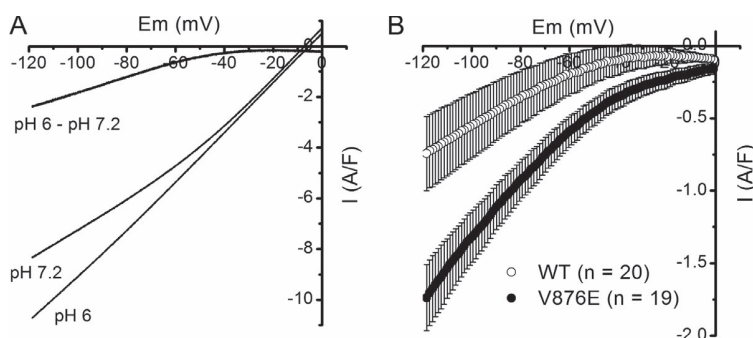 A
Em (mV)
-120 -100 -80 -60 -40 -20
0
-2
-4
-6
-8
-10
I (A/F)
pH 6 - pH 7.2
pH 7.2
pH 6
B
Em (mV)
-120 -100 -80 -60 -40
0.0
-0.5
-1.0
-1.5
-2.0
I (A/F)
WT (n = 20)
V876E (n = 19)